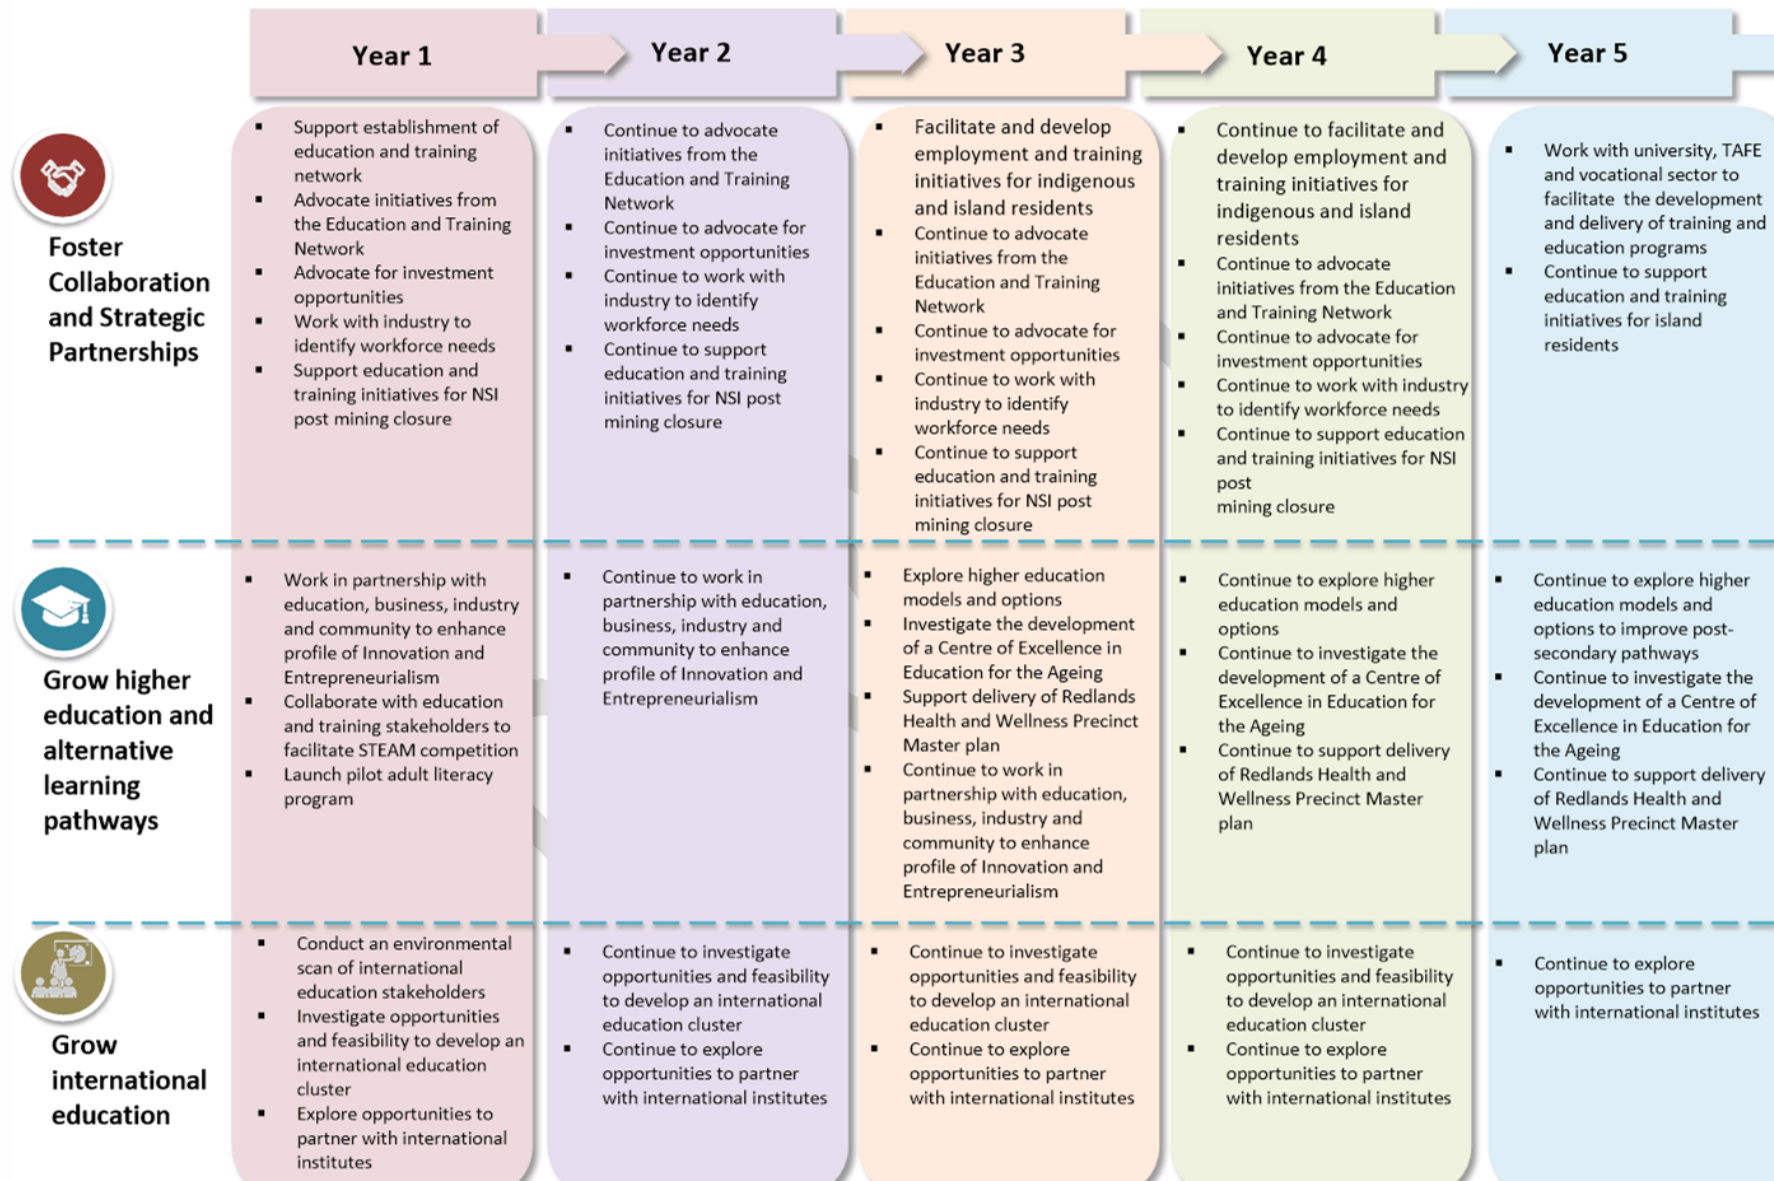 Year 1
Year 2
Year 3
Year 4
Year 5
Foster
Collaboration
and Strategic
Partnerships
▪ Support establishment of
education and training
network
▪ Advocate initiatives from
the Education and Training
Network
▪ Advocate for investment
opportunities
▪ Work with industry to
identify workforce needs
▪ Support education and
training initiatives for NSI
post mining closure
▪ Continue to advocate
initiatives from the
Education and Training
Network
▪ Continue to advocate for
investment opportunities
▪ Continue to work with
industry to identify
workforce needs
▪ Continue to support
education and training
initiatives for NSI post
mining closure
▪ Facilitate and develop
employment and training
initiatives for indigenous
and island residents
▪ Continue to advocate
initiatives from the
Education and Training
Network
▪ Continue to advocate for
investment opportunities
▪ Continue to work with
industry to identify
workforce needs
▪ Continue to support
education and training
initiatives for NSI post
mining closure
▪ Continue to facilitate and
develop employment and
training initiatives for
indigenous and island
residents
▪ Continue to advocate
initiatives from the Education
and Training Network
▪ Continue to advocate for
investment opportunities
▪ Continue to work with industry
to identify workforce needs
▪ Continue to support education
and training initiatives for NSI
post
mining closure
▪ Work with university, TAFE
and vocational sector to
facilitate the development
and delivery of training and
education programs
▪ Continue to support
education and training
initiatives for island
residents
Grow higher
education and
alternative
learning
pathways
▪ Work in partnership with
education, business, industry
and community to enhance
profile of Innovation and
Entrepreneurialism
▪ Collaborate with education
and training stakeholders to
facilitate STEAM competition
▪ Launch pilot adult literacy
program
▪ Continue to work in
partnership with education,
business, industry and
community to enhance
profile of Innovation and
Entrepreneurialism
▪ Explore higher education
models and options
▪ Investigate the development
of a Centre of Excellence in
Education for the Ageing
▪ Support delivery of Redlands
Health and Wellness Precinct
Master plan
▪ Continue to work in
partnership with education,
business, industry and
community to enhance
profile of Innovation and
Entrepreneurialism
▪ Continue to explore higher
education models and
options
▪ Continue to investigate the
development of a Centre of
Excellence in Education for
the Ageing
▪ Continue to support delivery
of Redlands Health and
Wellness Precinct Master
plan
▪ Continue to explore higher
education models and
options to improve post-
secondary pathways
▪ Continue to investigate the
development of a Centre of
Excellence in Education for
the Ageing
▪ Continue to support delivery
of Redlands Health and
Wellness Precinct Master
plan
Grow
international
education
▪ Conduct an environmental
scan of international
education stakeholders
▪ Investigate opportunities
and feasibility to develop an
international education
cluster
▪ Explore opportunities to
partner with international
institutes
▪ Continue to investigate
opportunities and feasibility
to develop an international
education cluster
▪ Continue to explore
opportunities to partner
with international institutes
▪ Continue to investigate
opportunities and feasibility
to develop an international
education cluster
▪ Continue to explore
opportunities to partner
with international institutes
▪ Continue to investigate
opportunities and feasibility
to develop an international
education cluster
▪ Continue to explore
opportunities to partner
with international institutes
▪ Continue to explore
opportunities to partner
with international institutes